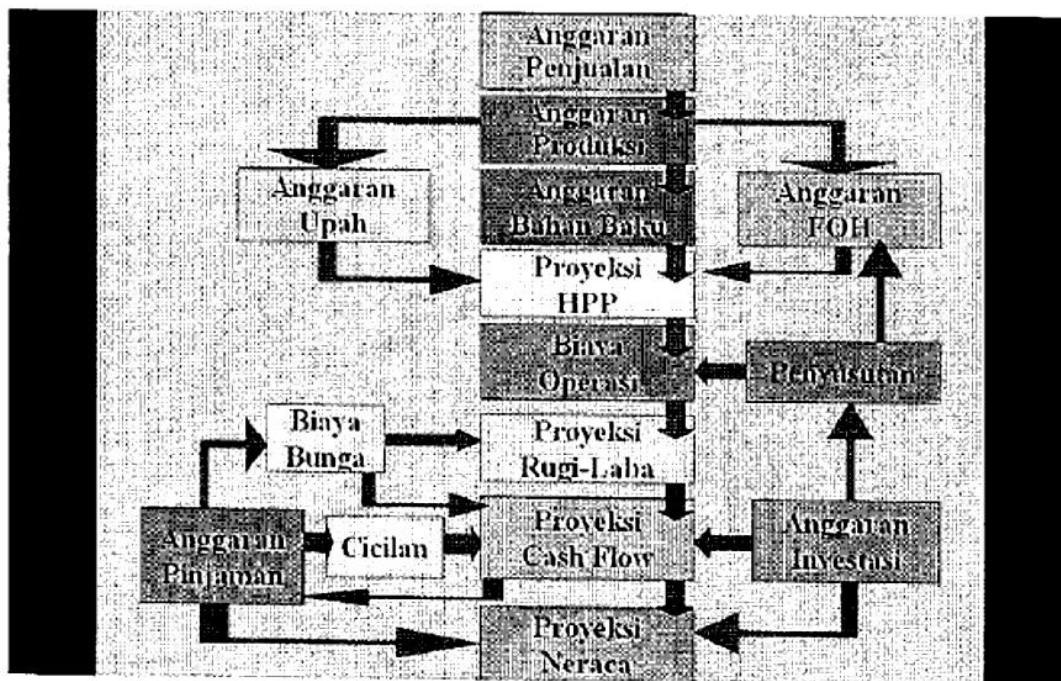 Anggaran
Penjualan
Anggaran
Produksi
Anggaran
Upah
Anggaran
Bahan Baku
Anggaran
FOH
Proyeksi
HPP
Biaya
Operasi
Penyusutan
Biaya
Bunga
Proyeksi
Rugi-Laba
Anggaran
Pinjaman
Cicilan
Proyeksi
Cash Flow
Anggaran
Investasi
Proyeksi
Neraca